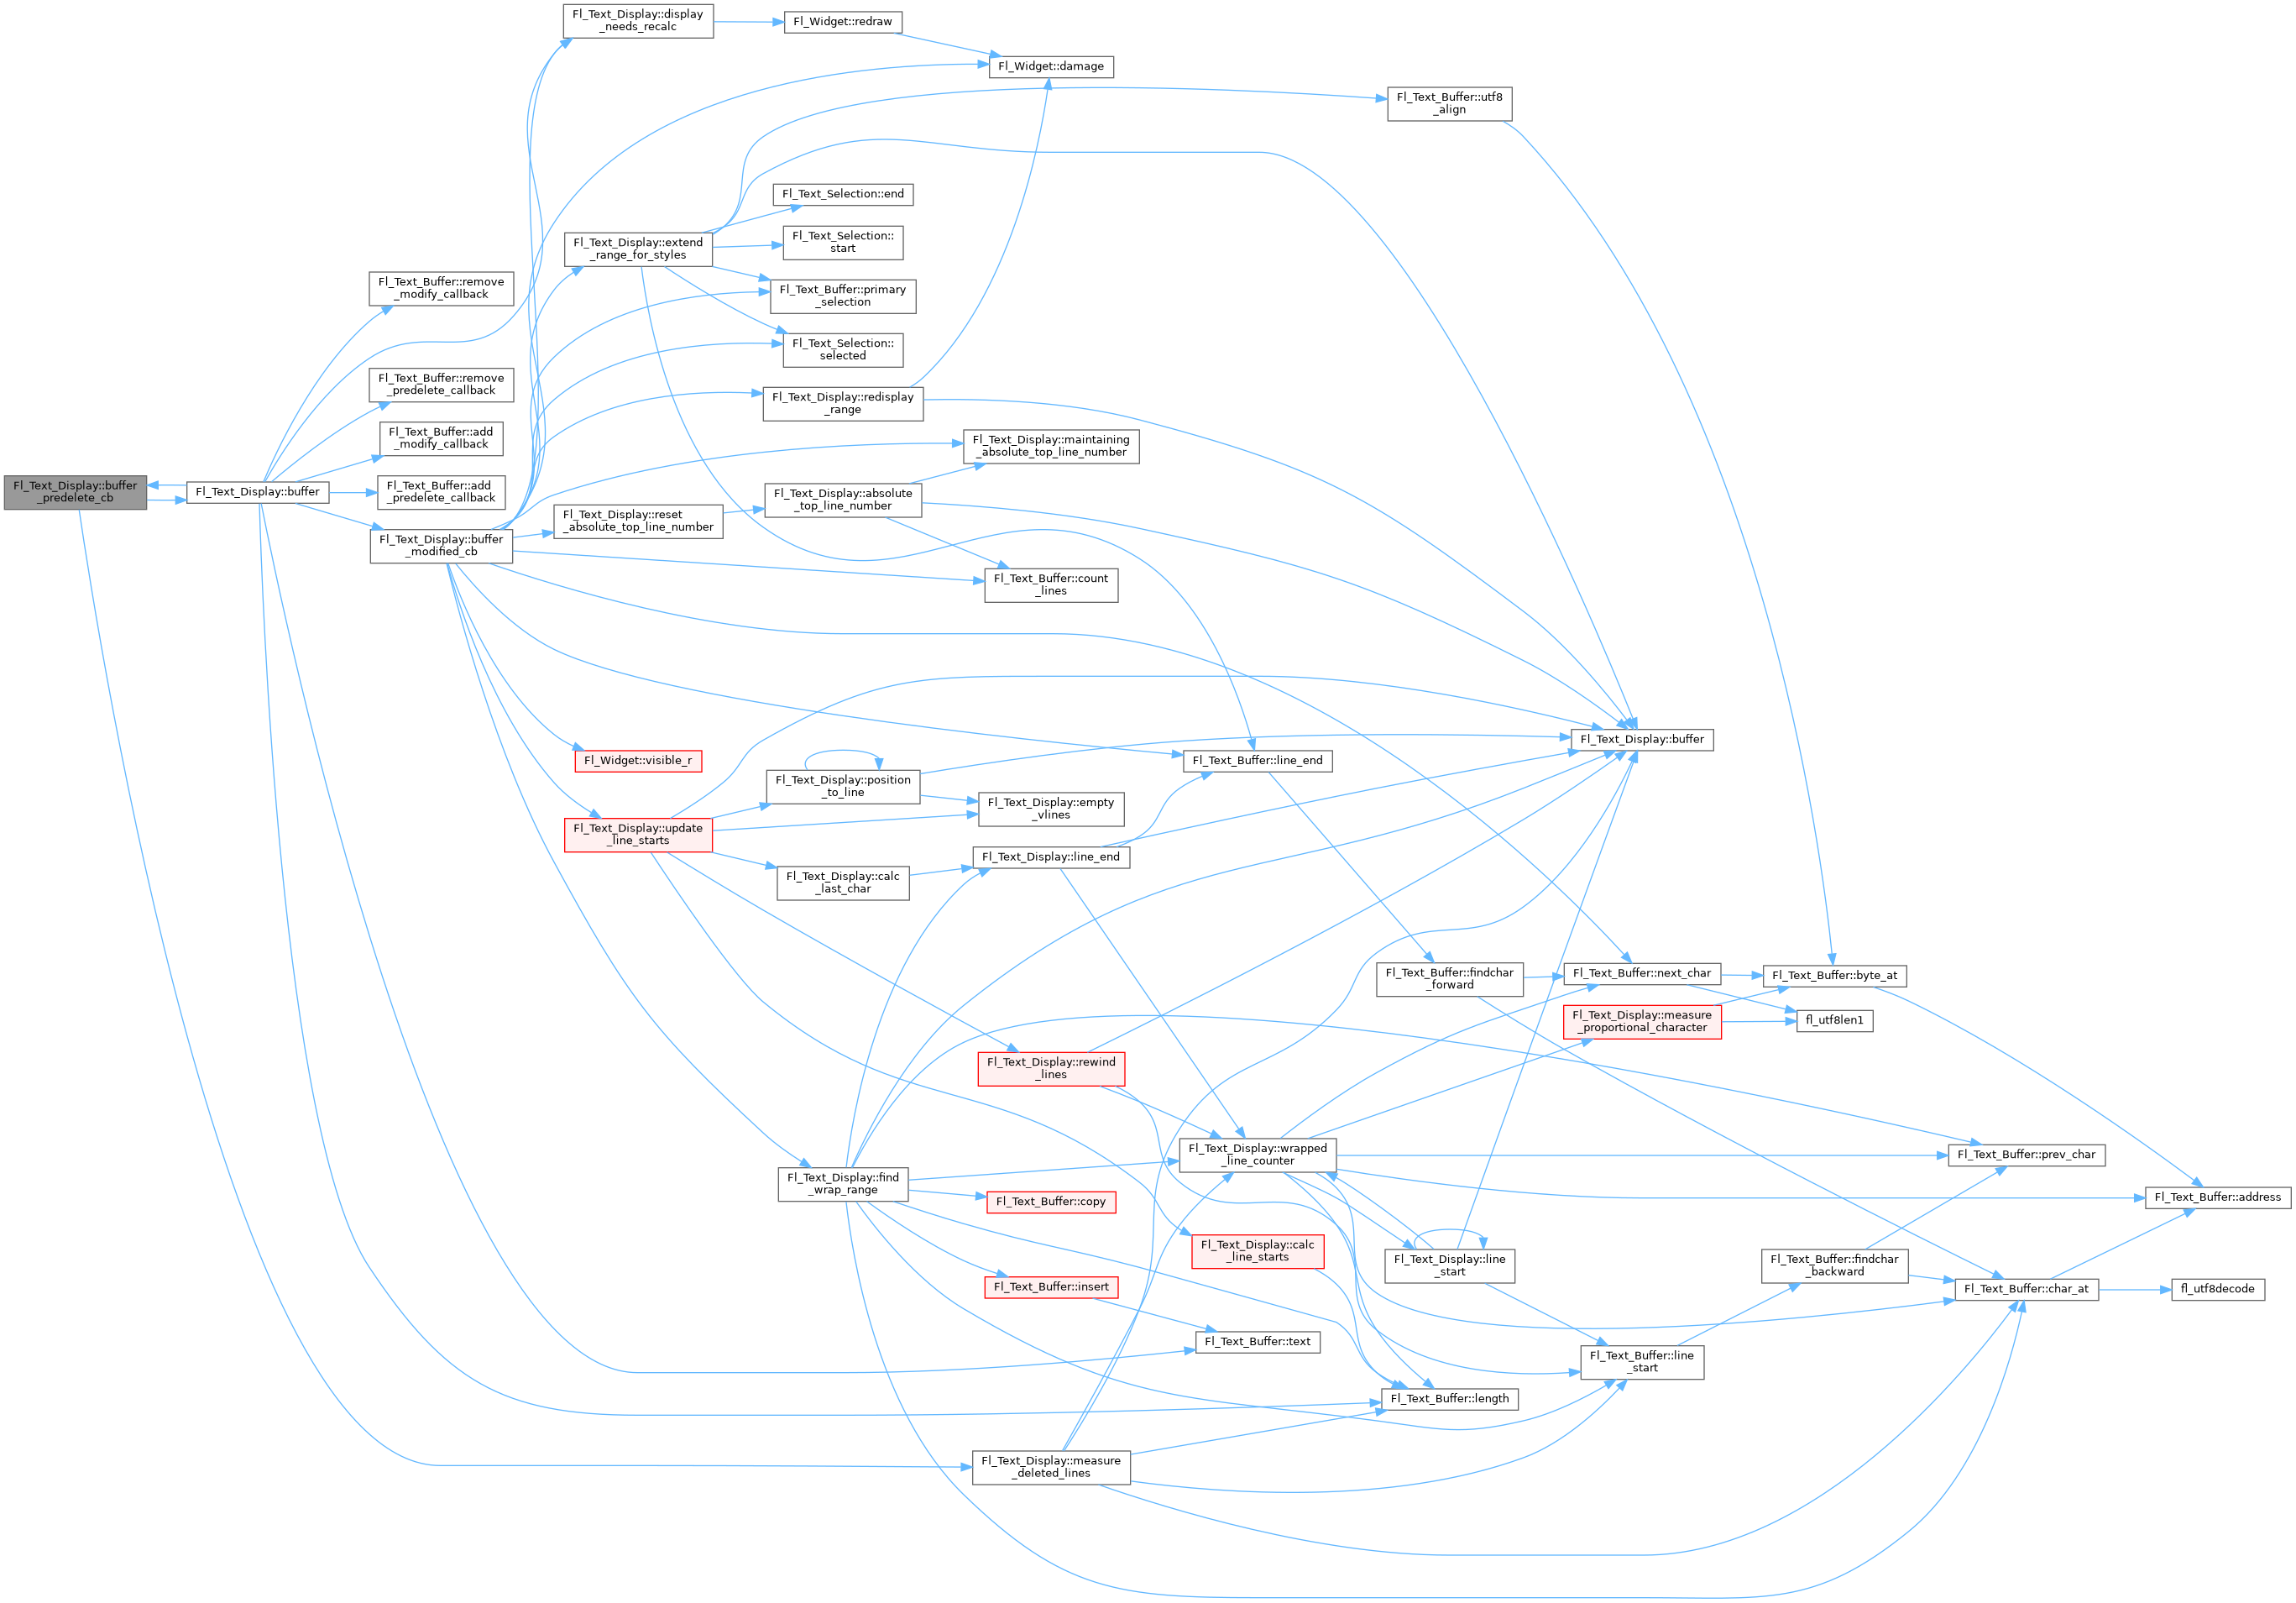 Fl_Text_Display::display
_needs_recalc
Fl_Widget::redraw
Fl_Widget::damage
Fl_Text_Buffer::utf8
_align
Fl_Text_Selection::end
Fl_Text_Selection::
start
Fl_Text_Display::extend
_range_for_styles
Fl_Text_Buffer::primary
_selection
Fl_Text_Buffer::remove
_modify_callback
Fl_Text_Selection::
selected
Fl_Text_Buffer::remove
_predelete_callback
Fl_Text_Display::redisplay
_range
Fl_Text_Buffer::add
_modify_callback
Fl_Text_Display::maintaining
_absolute_top_line_number
Fl_Text_Display::buffer
_predelete_cb
Fl_Text_Display::buffer
Fl_Text_Buffer::add
_predelete_callback
Fl_Text_Display::absolute
_top_line_number
Fl_Text_Display::reset
_absolute_top_line_number
Fl_Text_Display::buffer
_modified_cb
Fl_Text_Buffer::count
_lines
Fl_Text_Display::buffer
Fl_Widget::visible_r
Fl_Text_Buffer::line_end
Fl_Text_Display::position
_to_line
Fl_Text_Display::empty
_vlines
Fl_Text_Display::update
_line_starts
Fl_Text_Display::line_end
Fl_Text_Display::calc
_last_char
Fl_Text_Buffer::findchar
_forward
Fl_Text_Buffer::next_char
Fl_Text_Buffer::byte_at
Fl_Text_Display::measure
_proportional_character
fl_utf8len1
Fl_Text_Display::rewind
_lines
Fl_Text_Display::wrapped
_line_counter
Fl_Text_Buffer::prev_char
Fl_Text_Display::find
_wrap_range
Fl_Text_Buffer::copy
Fl_Text_Buffer::address
Fl_Text_Display::calc
_line_starts
Fl_Text_Display::line
_start
Fl_Text_Buffer::findchar
_backward
Fl_Text_Buffer::insert
Fl_Text_Buffer::char_at
fl_utf8decode
Fl_Text_Buffer::text
Fl_Text_Buffer::line
_start
Fl_Text_Buffer::length
Fl_Text_Display::measure
_deleted_lines